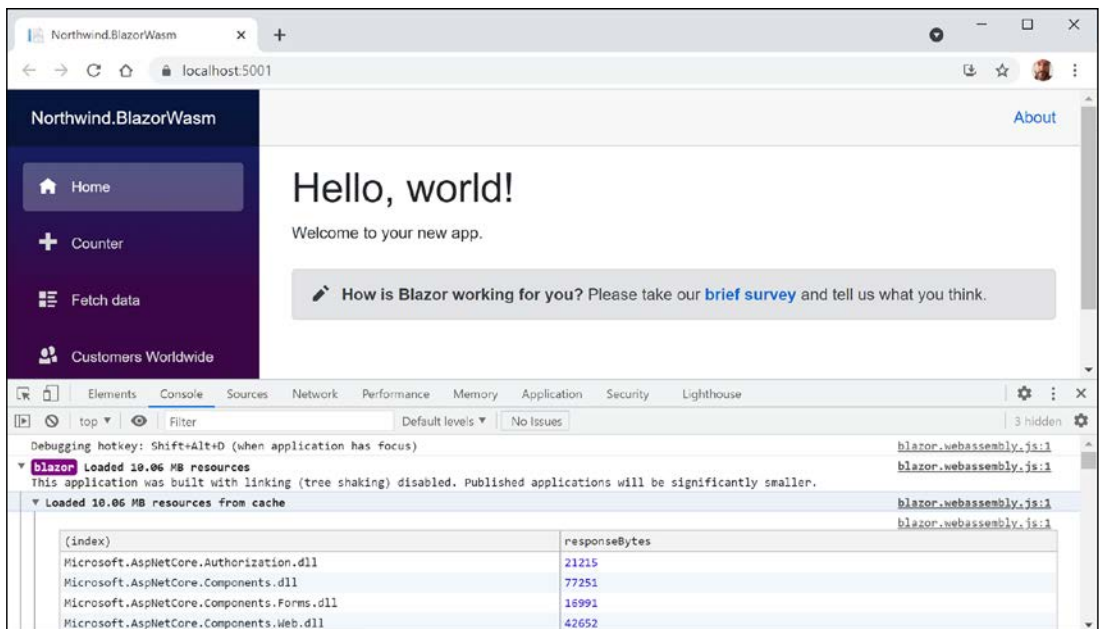 Northwind.BlazorWasm
localhost:5001
Northwind.BlazorWasm
About
Home
Hello, world!
Welcome to your new app.
Counter
Fetch data
How is Blazor working for you? Please take our brief survey and tell us what you think.
Customers Worldwide
Elements Console Sources Network Performance Memory Application Security Lighthouse
top Filter Default levels No Issues 3 hidden
Debugging hotkey: Shift+Alt+D (when application has focus) blazor.webassembly.js:1
blazor Loaded 10.06 MB resources blazor.webassembly.js:1
This application was built with linking (tree shaking) disabled. Published applications will be significantly smaller.
Loaded 10.06 MB resources from cache blazor.webassembly.js:1
blazor.webassembly.js:1
(index) responseBytes
Microsoft.AspNetCore.Authorization.dll 21215
Microsoft.AspNetCore.Components.dll 77251
Microsoft.AspNetCore.Components.Forms.dll 16991
Microsoft.AspNetCore.Components.Web.dll 42652